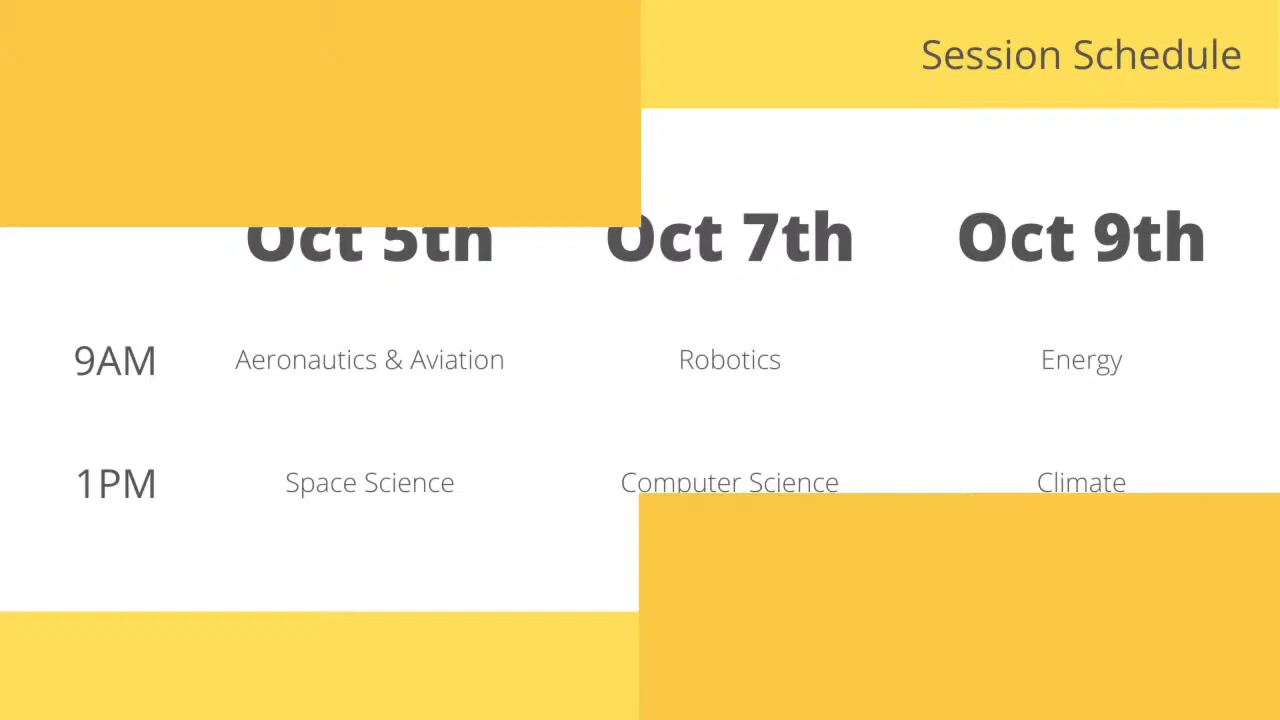 Session Schedule
Oct 5th Oct 7th Oct 9th
9AM Aeronautics & Aviation Robotics Energy
1PM Space Science Computer Science Climate